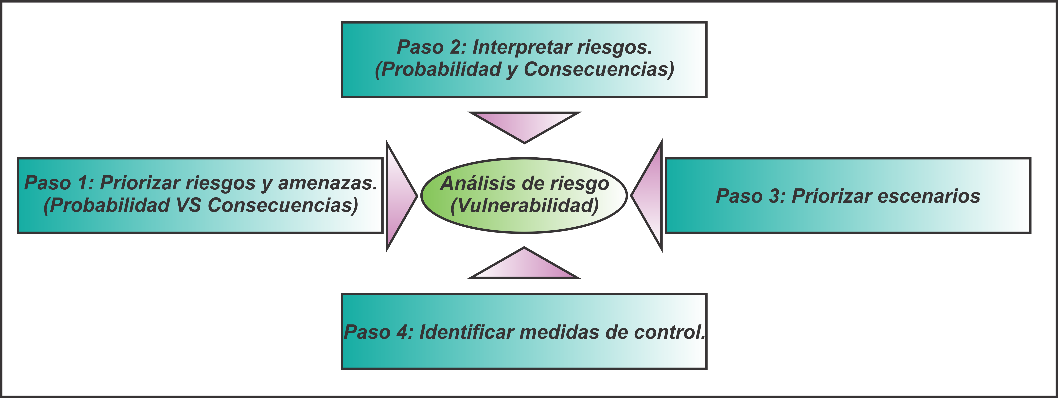 Paso 2: Interpretar riesgos.
(Probabilidad y Consecuencias)
Paso 1: Priorizar riesgos y amenazas.
(Probabilidad VS Consecuencias)
Análisis de riesgo
(Vulnerabilidad)
Paso 3: Priorizar escenarios
Paso 4: Identificar medidas de control.